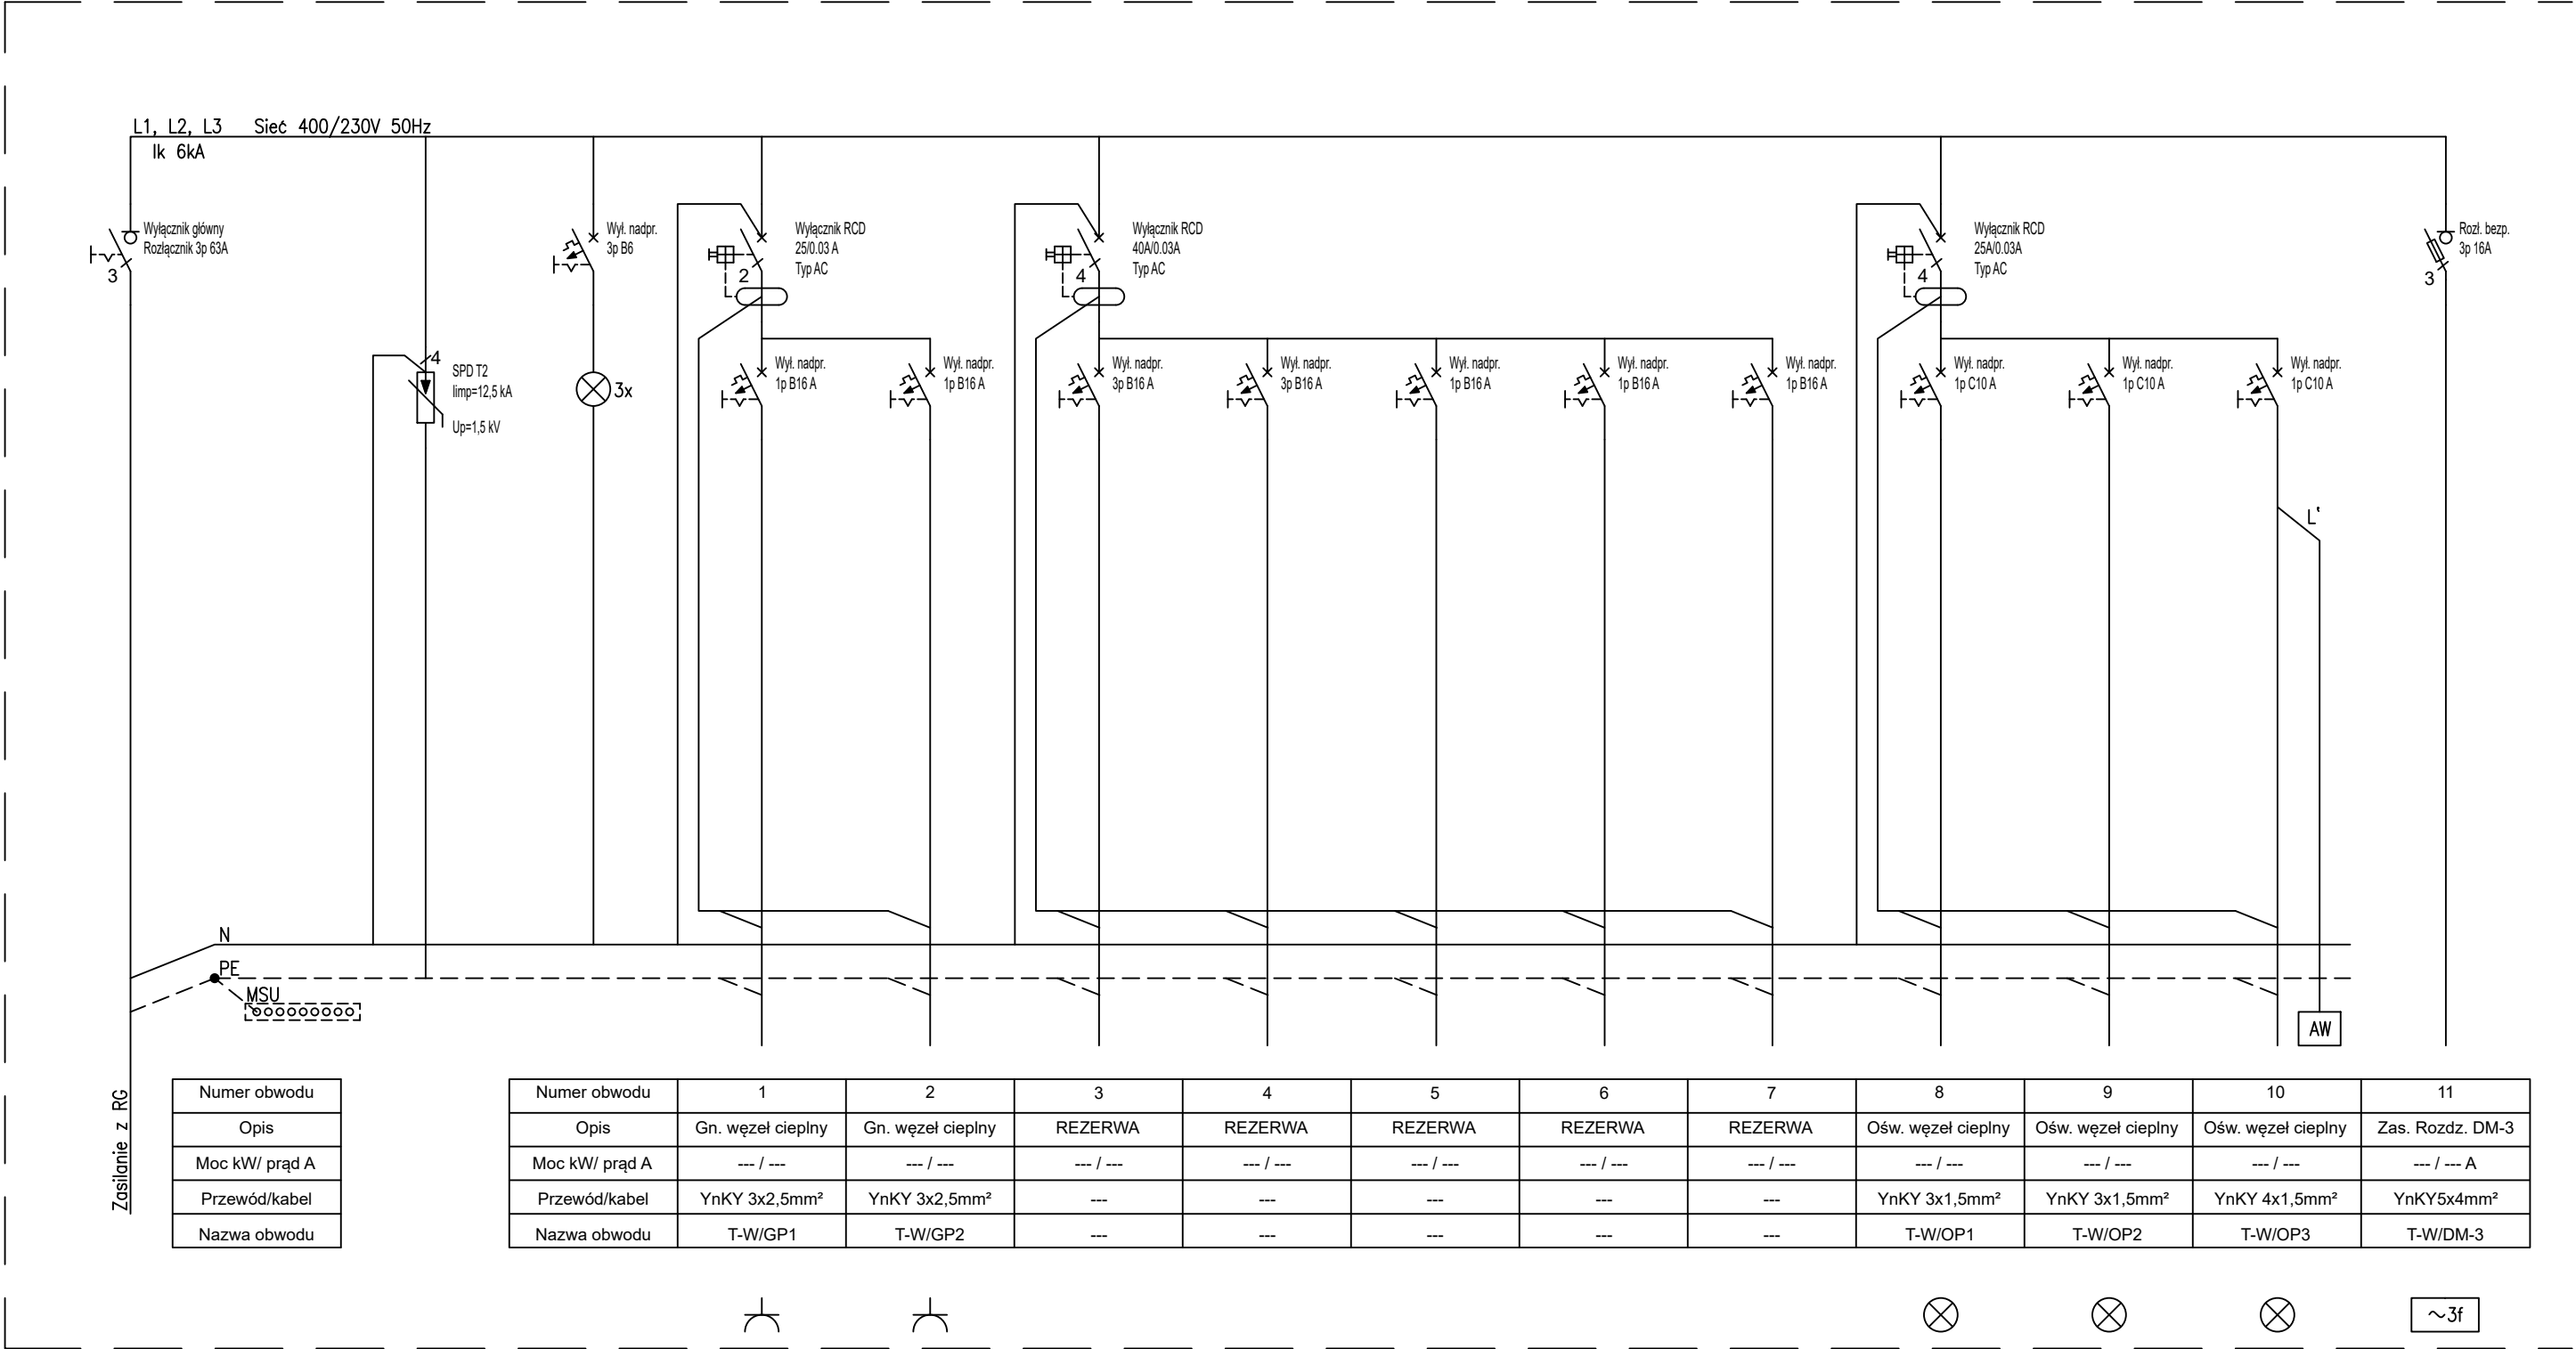 L1, L2, L3 Sieć 400/230V 50Hz
Ik 6kA
Wyłącznik główny
Rozłącznik 3p 63A
3
4
SPD T2
Iimp=12,5 kA
Up=1,5 kV
Wył. nadpr.
3p B6
3x
Wyłącznik RCD
25/0.03 A
Typ AC
2
Wył. nadpr.
1p B16 A
Wył. nadpr.
1p B16 A
Wyłącznik RCD
40A/0.03A
Typ AC
4
Wył. nadpr.
3p B16 A
Wył. nadpr.
3p B16 A
Wył. nadpr.
1p B16 A
Wył. nadpr.
1p B16 A
Wył. nadpr.
1p B16 A
Wyłącznik RCD
25A/0.03A
Typ AC
4
Wył. nadpr.
1p C10 A
Wył. nadpr.
1p C10 A
Wył. nadpr.
1p C10 A
L'
Rozł. bezp.
3p 16A
3
N
PE
MSU
AW
Zasilanie z RG
Numer obwodu
Opis
Moc kW/ prąd A
Przewód/kabel
Nazwa obwodu
Numer obwodu 1 2 3 4 5 6 7 8 9 10 11
Opis Gn. węzeł cieplny Gn. węzeł cieplny REZERWA REZERWA REZERWA REZERWA REZERWA Ośw. węzeł cieplny Ośw. węzeł cieplny Ośw. węzeł cieplny Zas. Rozdz. DM-3
Moc kW/ prąd A --- / --- --- / --- --- / --- --- / --- --- / --- --- / --- --- / --- --- / --- --- / --- --- / --- --- / --- A
Przewód/kabel YnKY 3x2,5mm² YnKY 3x2,5mm² --- --- --- --- --- YnKY 3x1,5mm² YnKY 3x1,5mm² YnKY 4x1,5mm² YnKY5x4mm²
Nazwa obwodu T-W/GP1 T-W/GP2 --- --- --- --- --- T-W/OP1 T-W/OP2 T-W/OP3 T-W/DM-3
~3f